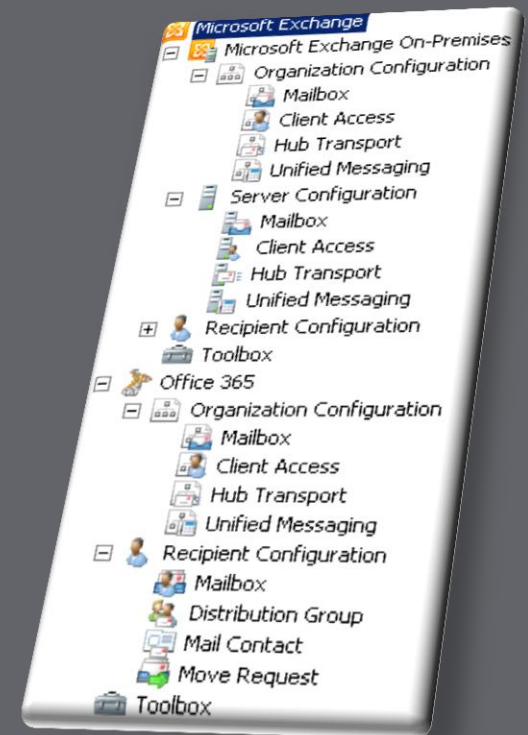 Microsoft Exchange
Microsoft Exchange On-Premises
Organization Configuration
Mailbox
Client Access
Hub Transport
Unified Messaging
Server Configuration
Mailbox
Client Access
Hub Transport
Unified Messaging
Recipient Configuration
Toolbox
Office 365
Organization Configuration
Mailbox
Client Access
Hub Transport
Unified Messaging
Recipient Configuration
Mailbox
Distribution Group
Mail Contact
Move Request
Toolbox